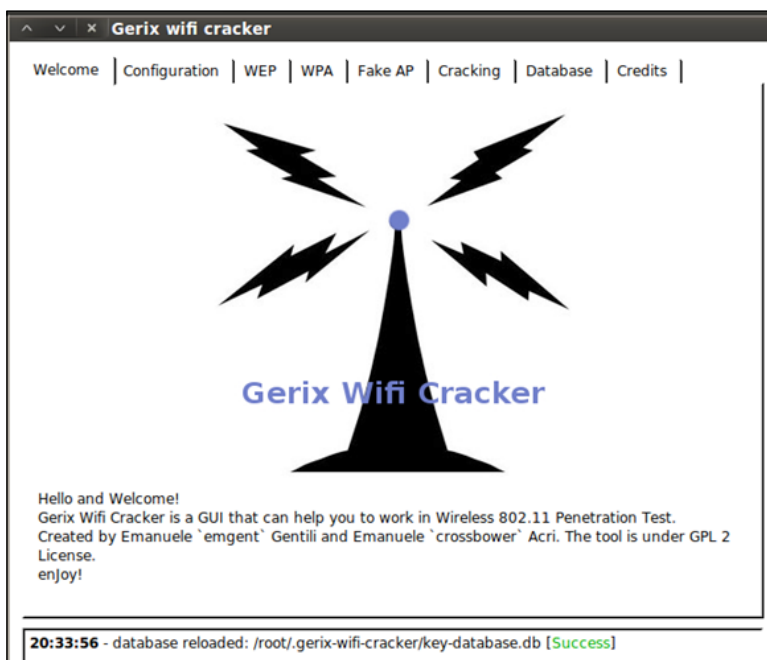 Gerix wifi cracker
Welcome Configuration WEP WPA Fake AP Cracking Database Credits
Gerix Wifi Cracker
Hello and Welcome!
Gerix Wifi Cracker is a GUI that can help you to work in Wireless 802.11 Penetration Test.
Created by Emanuele `emgent` Gentili and Emanuele `crossbower` Acri. The tool is under GPL 2
License.
enJoy!
20:33:56 - database reloaded: /root/.gerix-wifi-cracker/key-database.db [Success]